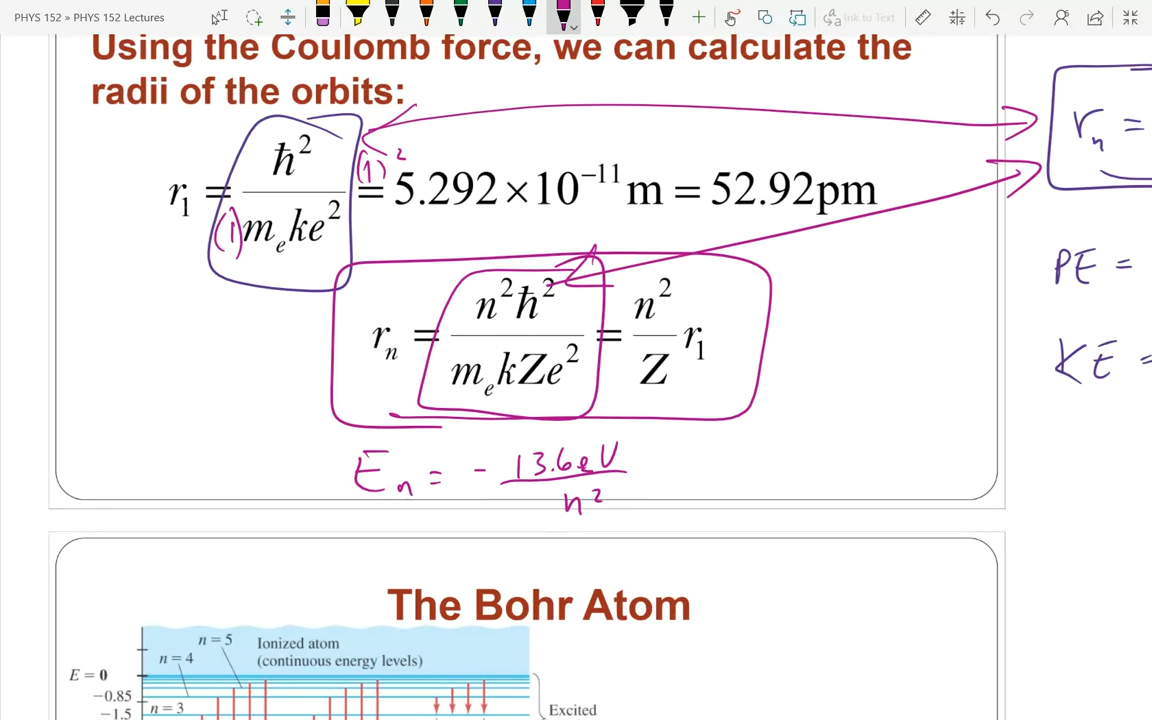 PHYS 152 » PHYS 152 Lectures
Ink to Text
Using the Coulomb force, we can calculate the
radii of the orbits:
r₁ = ħ² / (1) mₑke² (1)² = 5.292×10⁻¹¹ m = 52.92pm
rₙ = n²ħ² / mₑkZe² = n² / Z r₁
Eₙ = - 13.6eV / n²
rₙ =
PE =
KE =
The Bohr Atom
n = 5
Ionized atom
n = 4
(continuous energy levels)
E = 0
−0.85
n = 3
−1.5
Excited